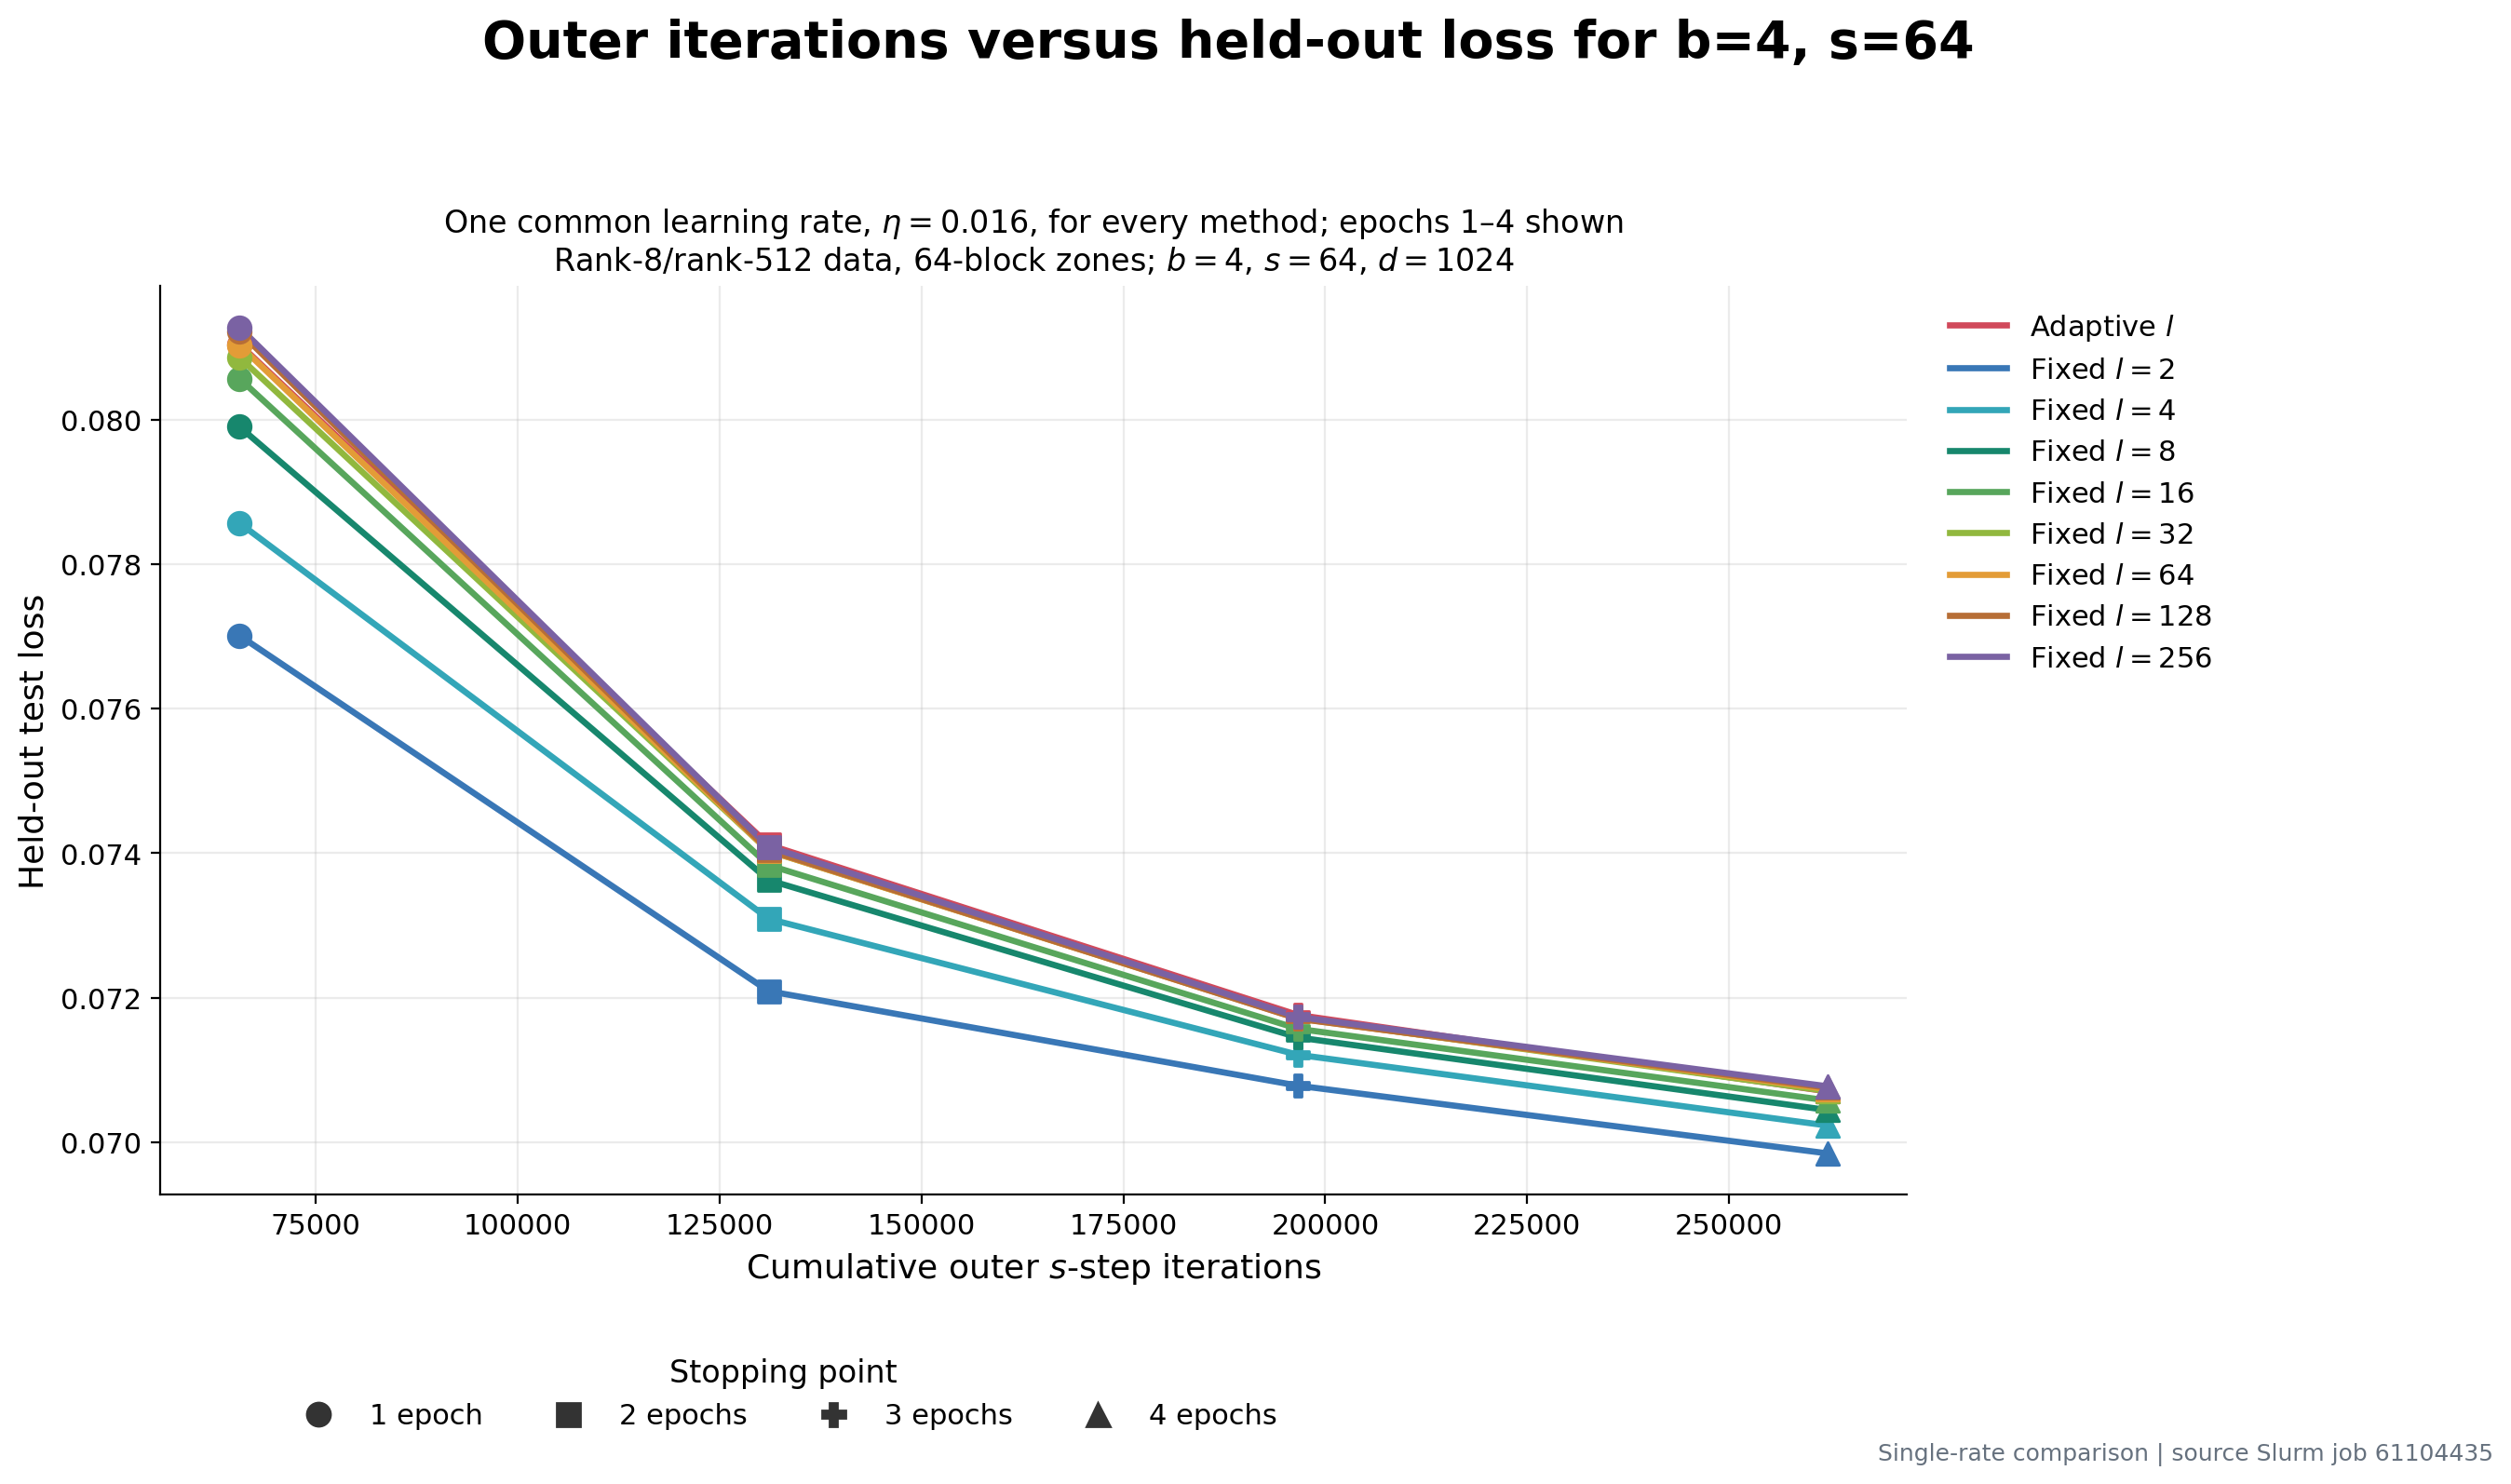 Outer iterations versus held-out loss for b=4, s=64
One common learning rate, η = 0.016, for every method; epochs 1–4 shown
Rank-8/rank-512 data, 64-block zones; b = 4, s = 64, d = 1024
Held-out test loss
0.080
0.078
0.076
0.074
0.072
0.070
75000
100000
125000
150000
175000
200000
225000
250000
Cumulative outer s-step iterations
Adaptive l
Fixed l = 2
Fixed l = 4
Fixed l = 8
Fixed l = 16
Fixed l = 32
Fixed l = 64
Fixed l = 128
Fixed l = 256
Stopping point
1 epoch
2 epochs
3 epochs
4 epochs
Single-rate comparison | source Slurm job 61104435